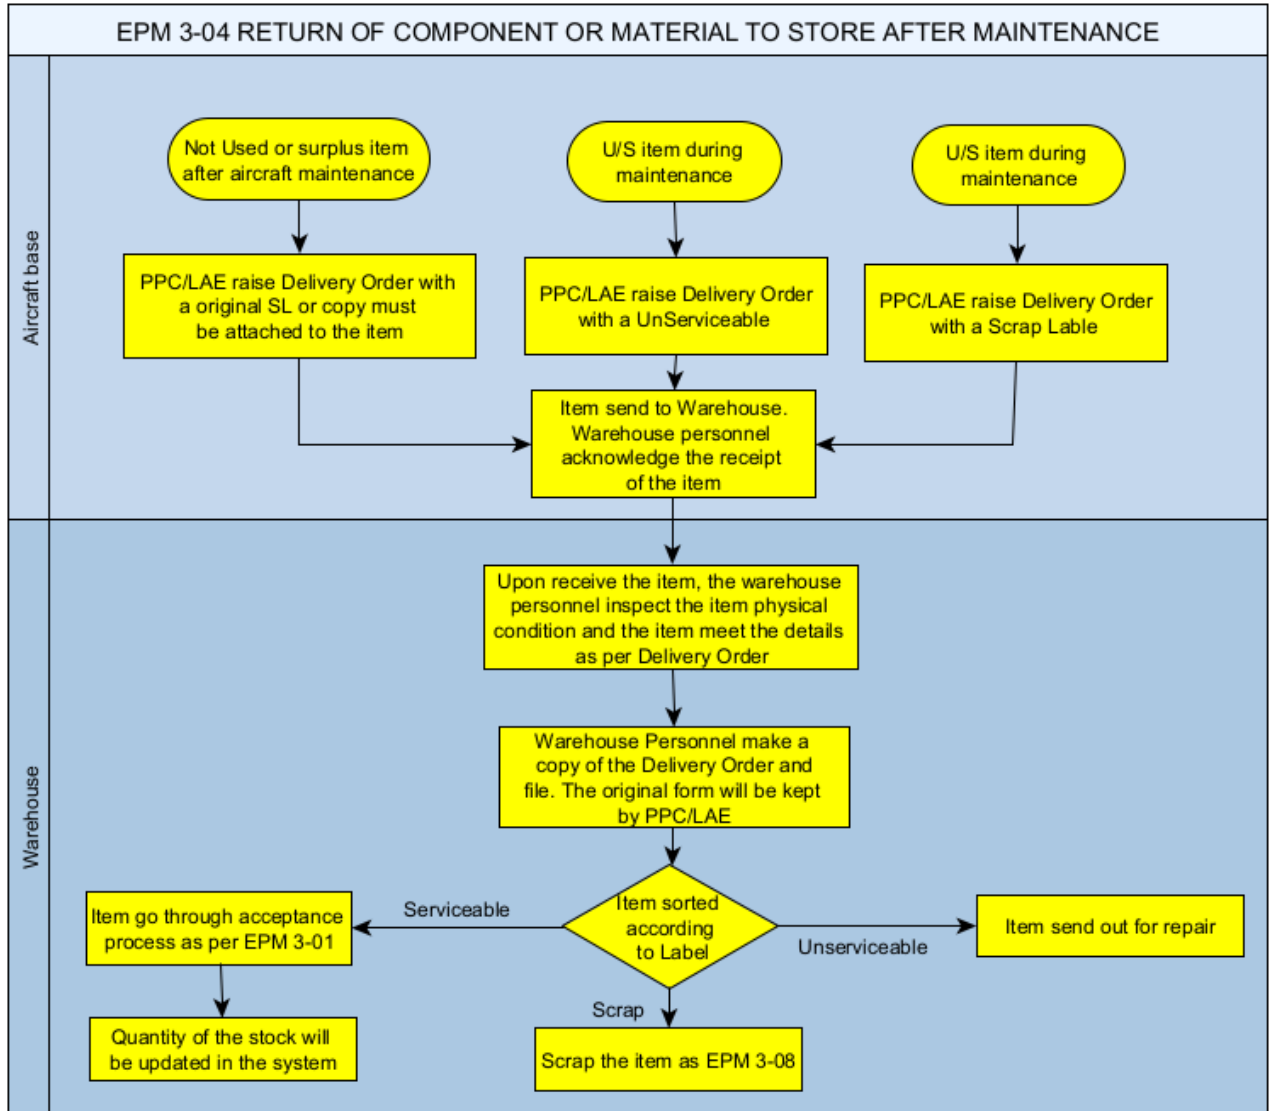 EPM 3-04 RETURN OF COMPONENT OR MATERIAL TO STORE AFTER MAINTENANCE
Aircraft base
Not Used or surplus item
after aircraft maintenance
U/S item during
maintenance
U/S item during
maintenance
PPC/LAE raise Delivery Order with
a original SL or copy must
be attached to the item
PPC/LAE raise Delivery Order
with a UnServiceable
PPC/LAE raise Delivery Order
with a Scrap Lable
Item send to Warehouse.
Warehouse personnel
acknowledge the receipt
of the item
Warehouse
Upon receive the item, the warehouse
personnel inspect the item physical
condition and the item meet the details
as per Delivery Order
Warehouse Personnel make a
copy of the Delivery Order and
file. The original form will be kept
by PPC/LAE
Item sorted
according
to Label
Serviceable
Item go through acceptance
process as per EPM 3-01
Quantity of the stock will
be updated in the system
Unserviceable
Item send out for repair
Scrap
Scrap the item as EPM 3-08